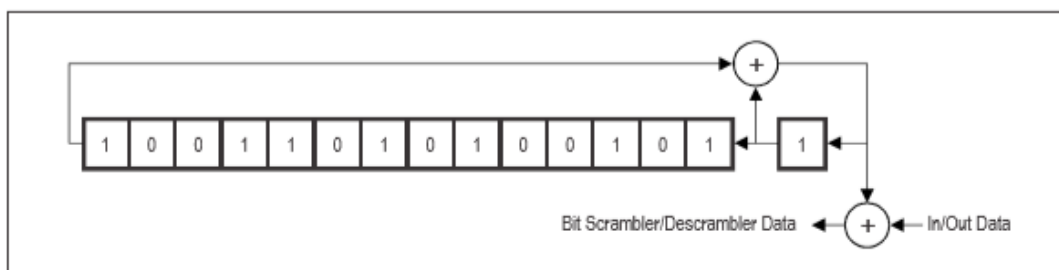 +
1 0 0 1 1 0 1 0 1 0 0 1 0 1 1
Bit Scrambler/Descrambler Data + In/Out Data